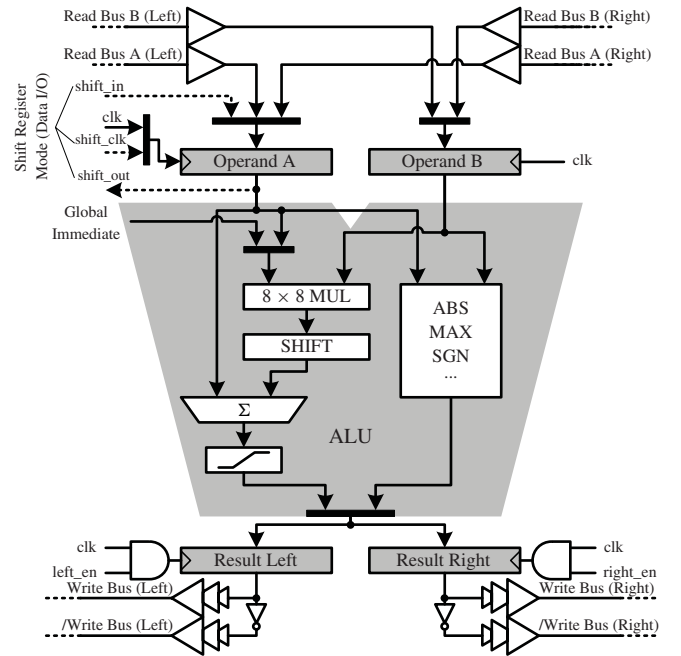 Read Bus B (Left)
Read Bus B (Right)
Read Bus A (Left)
Read Bus A (Right)
Shift Register
Mode (Data I/O)
shift_in
clk
shift_clk
shift_out
Operand A
Operand B
clk
Global
Immediate
8 × 8 MUL
SHIFT
ABS
MAX
SGN
...
Σ
ALU
clk
left_en
Result Left
Result Right
clk
right_en
Write Bus (Left)
Write Bus (Right)
/Write Bus (Left)
/Write Bus (Right)